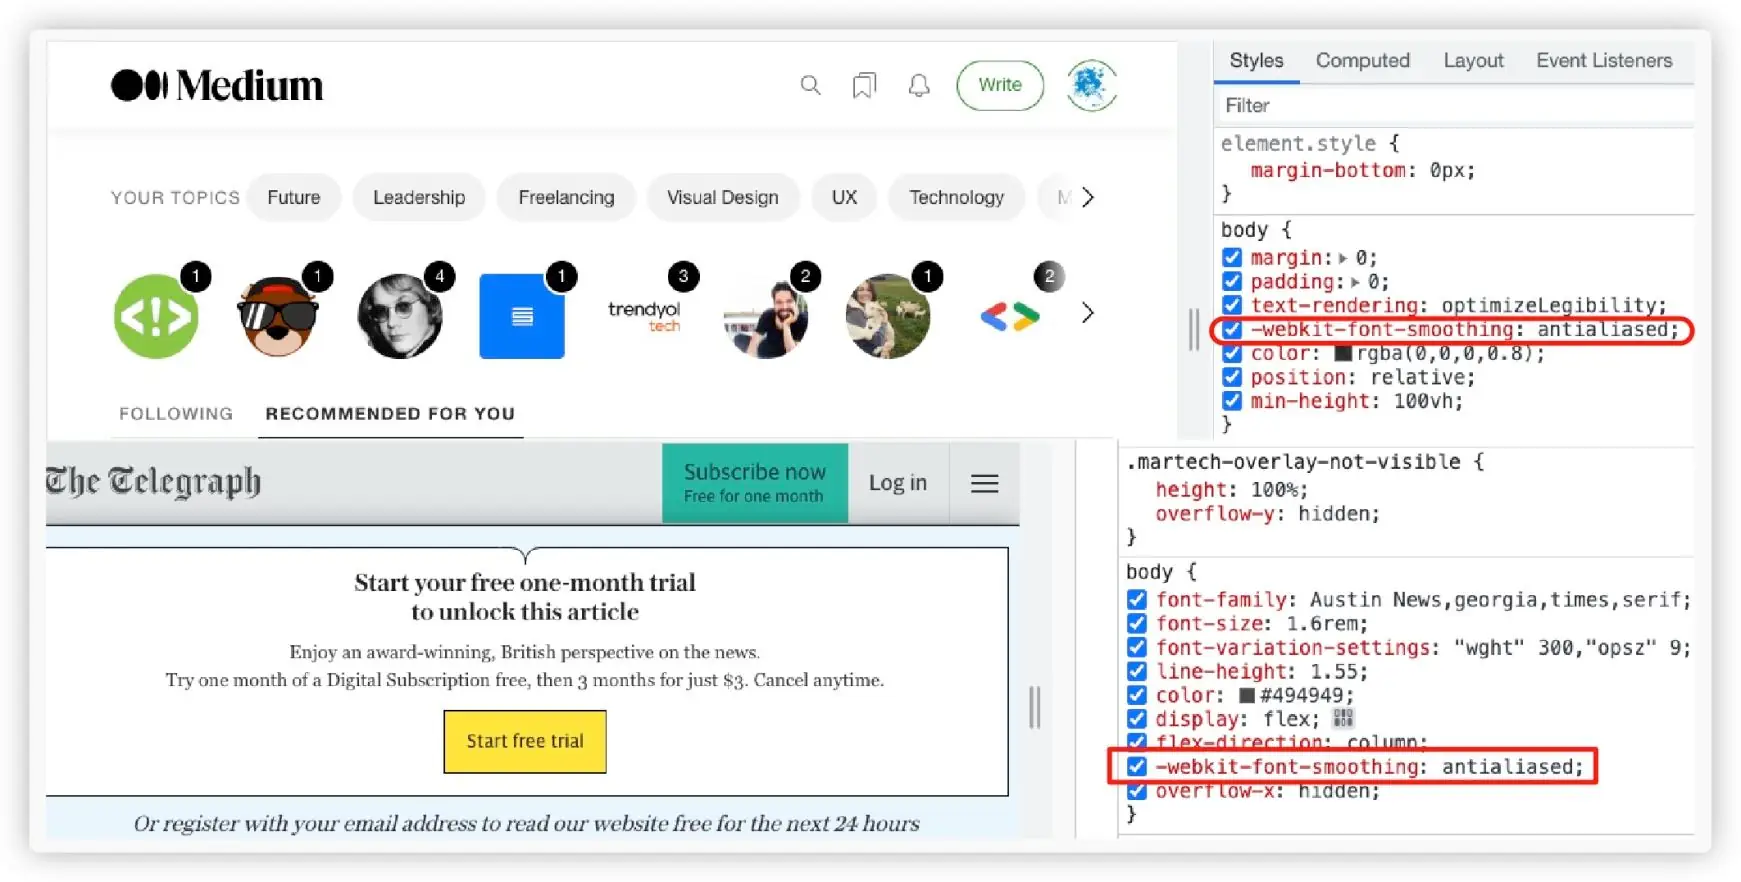 Medium
Write
YOUR TOPICS
Future
Leadership
Freelancing
Visual Design
UX
Technology
M
1
1
4
1
3
2
1
2
trendyol
tech
FOLLOWING
RECOMMENDED FOR YOU
Styles
Computed
Layout
Event Listeners
Filter
element.style {
margin-bottom: 0px;
}
body {
margin: 0;
padding: 0;
text-rendering: optimizeLegibility;
-webkit-font-smoothing: antialiased;
color: rgba(0,0,0,0.8);
position: relative;
min-height: 100vh;
}
The Telegraph
Subscribe now
Free for one month
Log in
Start your free one-month trial
to unlock this article
Enjoy an award-winning, British perspective on the news.
Try one month of a Digital Subscription free, then 3 months for just $3. Cancel anytime.
Start free trial
Or register with your email address to read our website free for the next 24 hours
.martech-overlay-not-visible {
height: 100%;
overflow-y: hidden;
}
body {
font-family: Austin News,georgia,times,serif;
font-size: 1.6rem;
font-variation-settings: "wght" 300,"opsz" 9;
line-height: 1.55;
color: #494949;
display: flex;
flex-direction: column;
-webkit-font-smoothing: antialiased;
overflow-x: hidden;
}